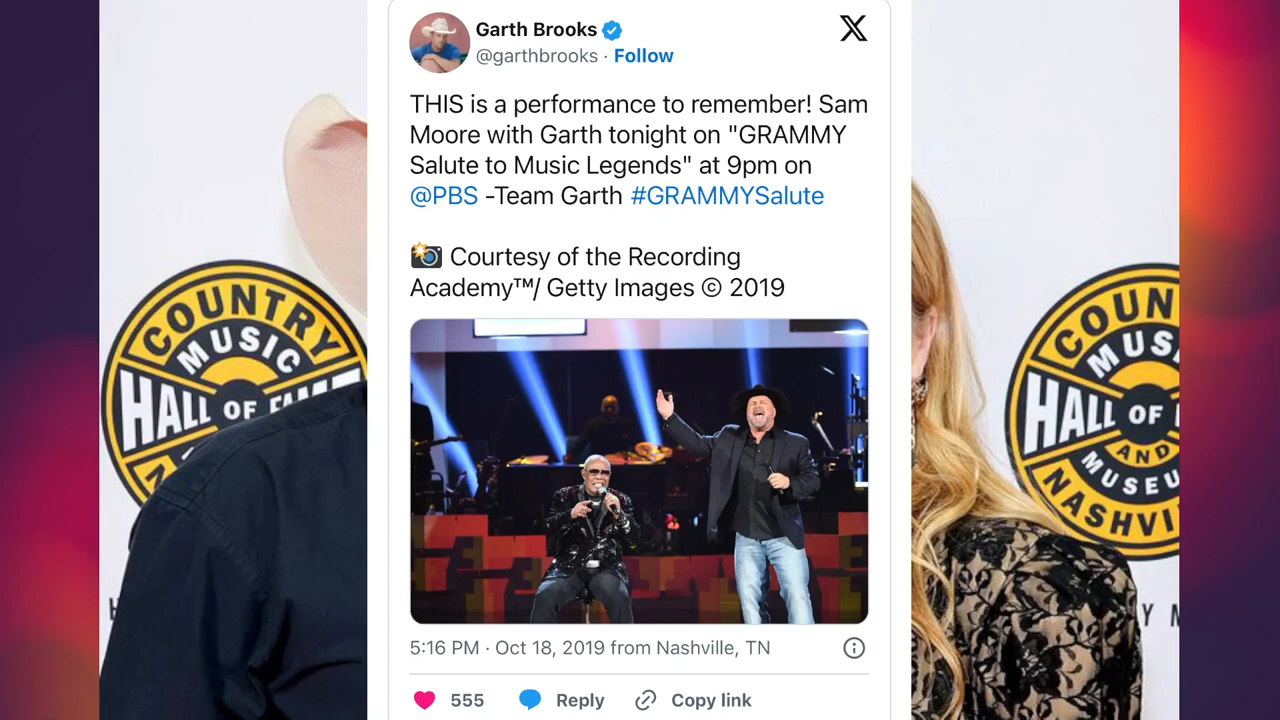 Garth Brooks
@garthbrooks · Follow
THIS is a performance to remember! Sam
Moore with Garth tonight on "GRAMMY
Salute to Music Legends" at 9pm on
@PBS -Team Garth #GRAMMYSalute
📸 Courtesy of the Recording
Academy™/ Getty Images © 2019
5:16 PM · Oct 18, 2019 from Nashville, TN
555 Reply Copy link
COUNTRY
MUSIC
HALL OF FAME
COUN
MUSI
HALL OF
AND
MUSEU
NASHVI